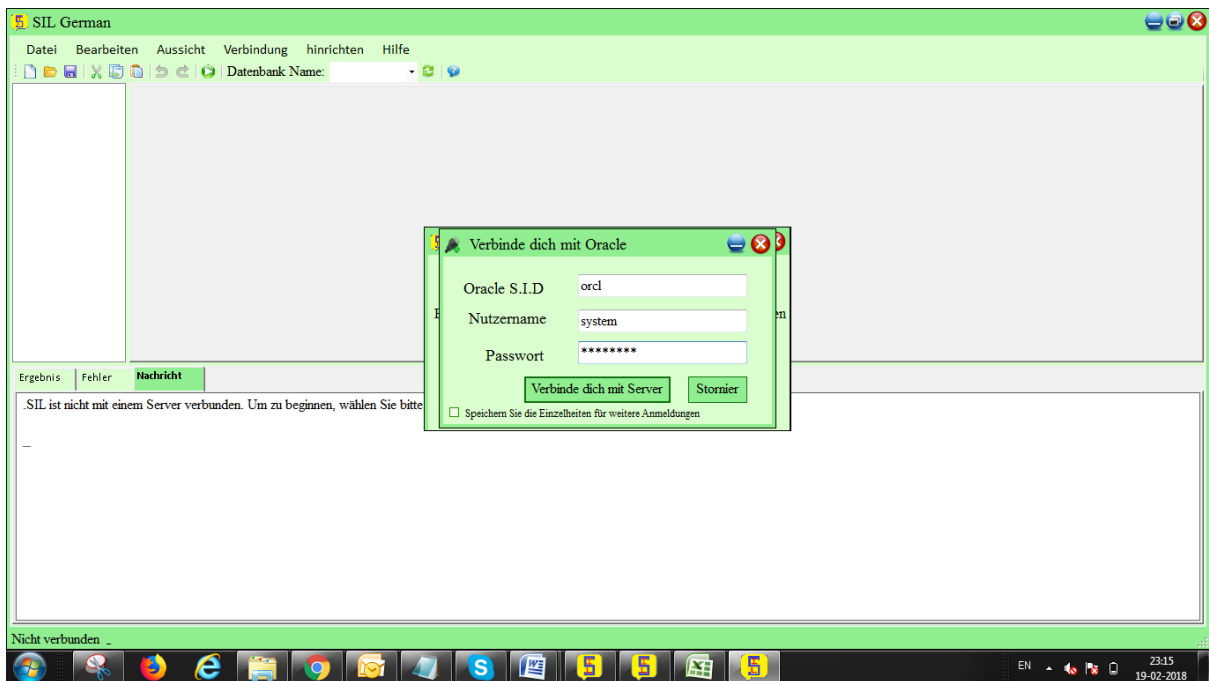 SIL German
Datei Bearbeiten Aussicht Verbindung hinrichten Hilfe
Datenbank Name:
Verbinde dich mit Oracle
Oracle S.I.D orcl
Nutzername system
en
Passwort ********
Verbinde dich mit Server Stornier
Speichern Sie die Einzelheiten für weitere Anmeldungen
Ergebnis Fehler Nachricht
.SIL ist nicht mit einem Server verbunden. Um zu beginnen, wählen Sie bitte
_
Nicht verbunden _
EN 23:15
19-02-2018